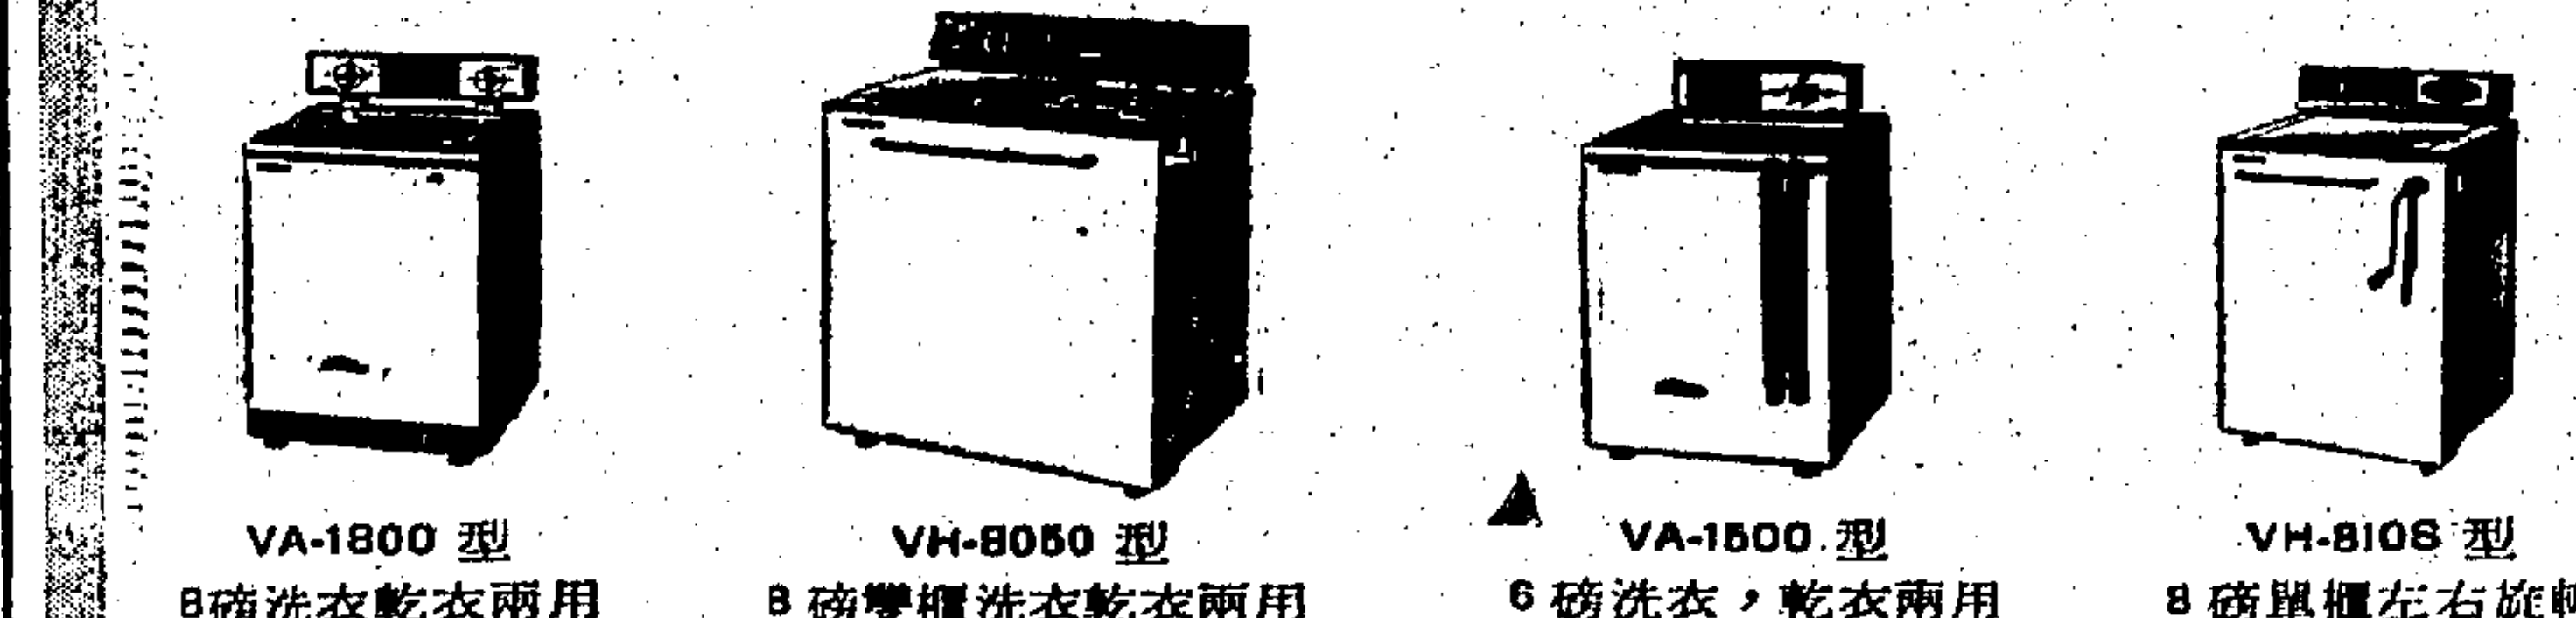 VA-1800 型
8磅洗衣乾衣兩用
VH-8050 型
8 磅雙櫃洗衣乾衣兩用
VA-1500 型
6 磅洗衣，乾衣兩用
VH-810S 型
8 磅單櫃左右旋轉